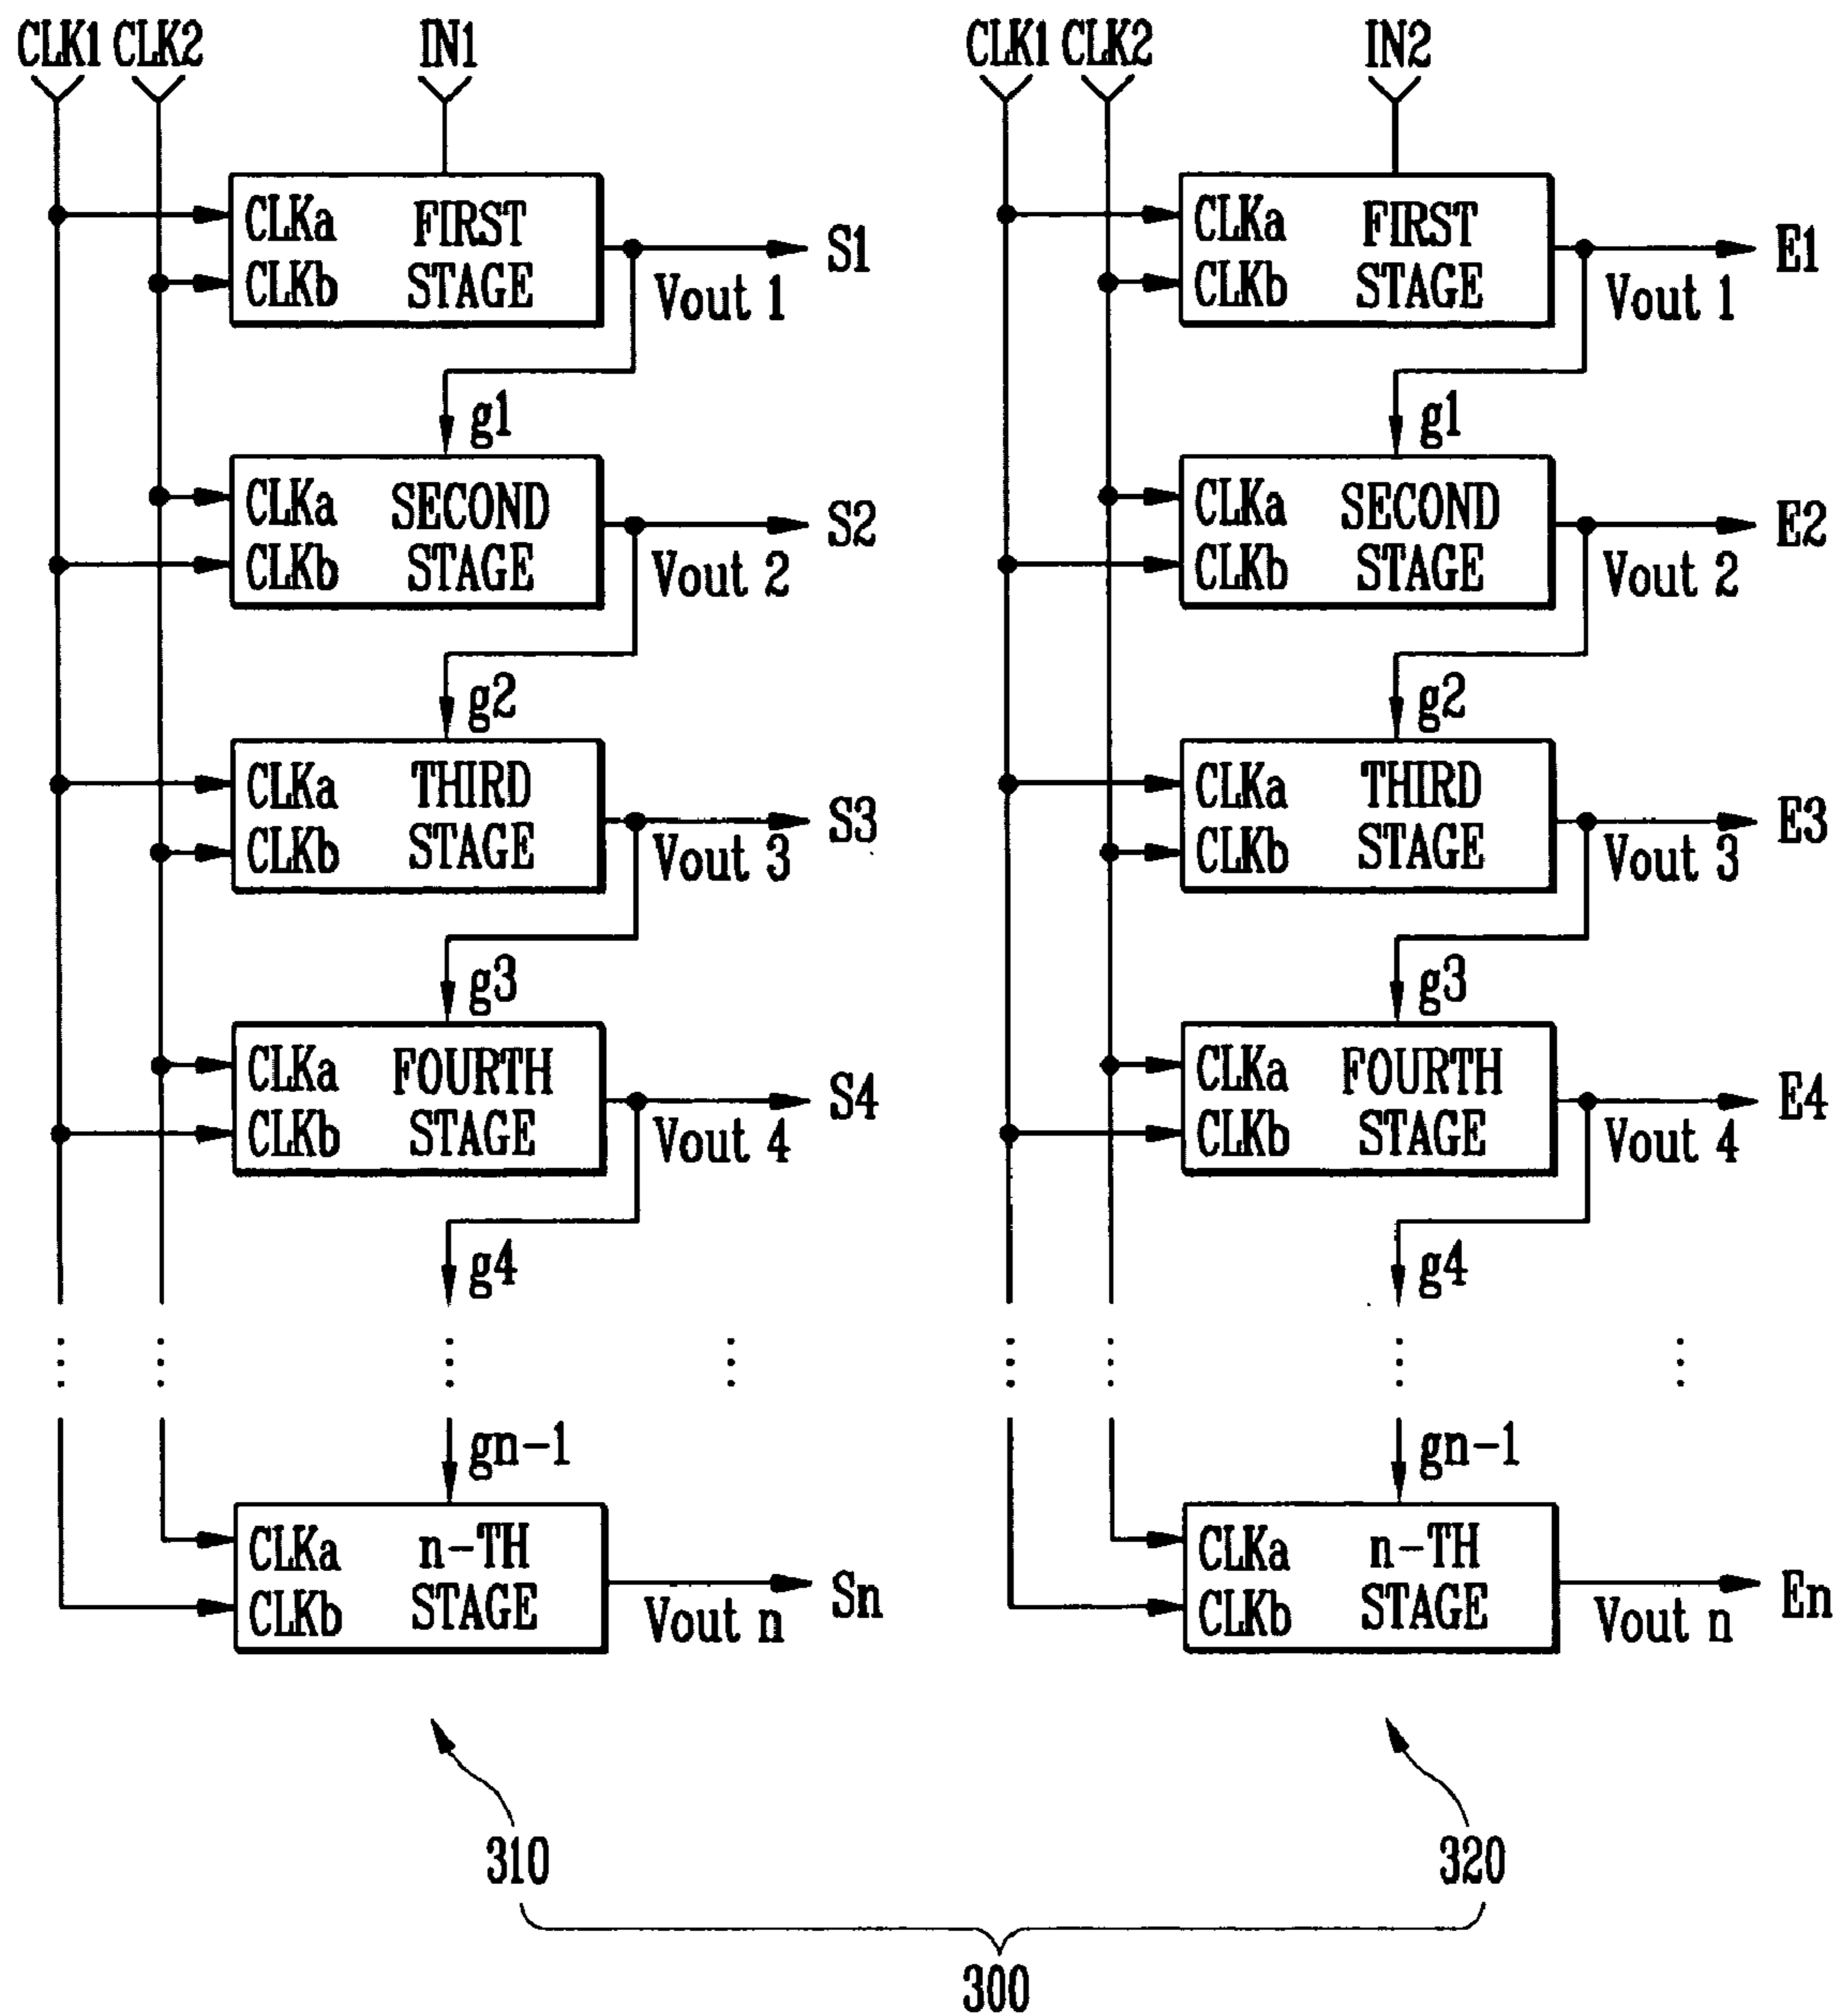 CLK1 CLK2 IN1
CLKa FIRST
CLKb STAGE
S1
Vout 1
g1
CLKa SECOND
CLKb STAGE
S2
Vout 2
g2
CLKa THIRD
CLKb STAGE
S3
Vout 3
g3
CLKa FOURTH
CLKb STAGE
S4
Vout 4
g4
gn-1
CLKa n-TH
CLKb STAGE
Sn
Vout n
310
CLK1 CLK2 IN2
CLKa FIRST
CLKb STAGE
E1
Vout 1
g1
CLKa SECOND
CLKb STAGE
E2
Vout 2
g2
CLKa THIRD
CLKb STAGE
E3
Vout 3
g3
CLKa FOURTH
CLKb STAGE
E4
Vout 4
g4
gn-1
CLKa n-TH
CLKb STAGE
En
Vout n
320
300